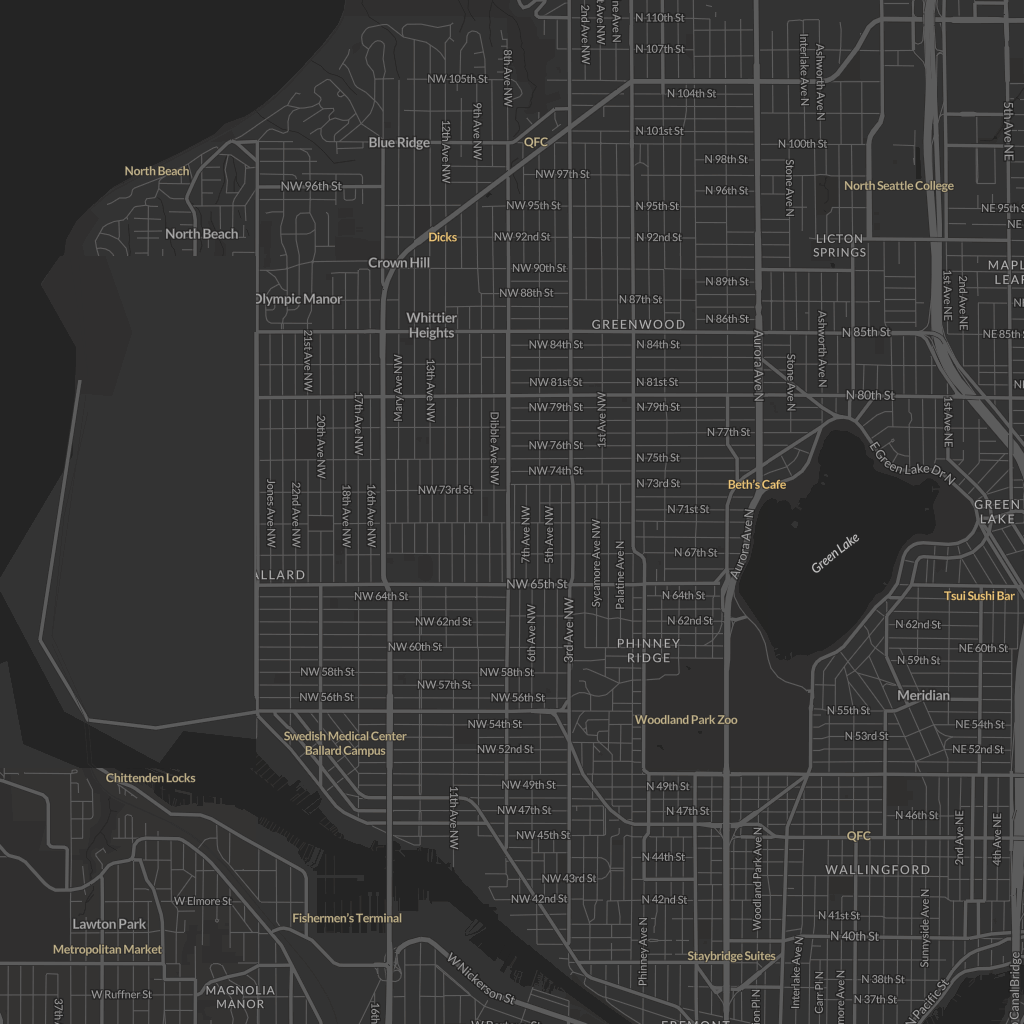 N 110th St
2nd Ave NW
N 107th St
Interlake Ave N
Ashworth Ave N
NW 105th St
8th Ave NW
N 104th St
5th Ave NE
12th Ave NW
9th Ave NW
N 101st St
Blue Ridge
QFC
N 100th St
North Beach
NW 97th St
N 98th St
Stone Ave N
NW 96th St
N 96th St
North Seattle College
NW 95th St
N 95th St
North Beach
Dicks
NW 92nd St
N 92nd St
LICTON
SPRINGS
Crown Hill
NW 90th St
N 89th St
1st Ave NE
2nd Ave NE
Olympic Manor
NW 88th St
N 87th St
Whittier
Heights
GREENWOOD
N 86th St
Ashworth Ave N
N 85th St
21st Ave NW
NW 84th St
N 84th St
Aurora Ave N
Mary Ave NW
13th Ave NW
NW 81st St
N 81st St
Stone Ave N
N 80th St
17th Ave NW
20th Ave NW
Dibble Ave NW
NW 79th St
1st Ave NW
N 79th St
1st Ave NE
N 77th St
NW 76th St
N 75th St
E Green Lake Dr N
NW 74th St
N 73rd St
Beth's Cafe
Jones Ave NW
22nd Ave NW
18th Ave NW
16th Ave NW
NW 73rd St
7th Ave NW
5th Ave NW
Sycamore Ave NW
Palatine Ave N
N 71st St
Aurora Ave N
GREEN
LAKE
N 67th St
Green Lake
NW 65th St
NW 64th St
N 64th St
Tsui Sushi Bar
6th Ave NW
3rd Ave NW
NW 62nd St
N 62nd St
N 62nd St
NW 60th St
PHINNEY
RIDGE
NE 60th St
N 59th St
NW 58th St
NW 58th St
NW 57th St
NW 56th St
NW 56th St
Meridian
N 55th St
Woodland Park Zoo
NW 54th St
NE 54th St
Swedish Medical Center
Ballard Campus
N 53rd St
NW 52nd St
NE 52nd St
Chittenden Locks
NW 49th St
N 49th St
11th Ave NW
NW 47th St
N 47th St
N 46th St
2nd Ave NE
4th Ave NE
NW 45th St
QFC
Woodland Park Ave N
N 44th St
NW 43rd St
WALLINGFORD
W Elmore St
NW 42nd St
N 42nd St
Sunnyside Ave N
Lawton Park
Fishermen's Terminal
N 41st St
Phinney Ave N
N 40th St
Metropolitan Market
Staybridge Suites
Interlake Ave N
W Nickerson St
Carr Pl N
N 38th St
W Ruffner St
MAGNOLIA
MANOR
N 37th St
N Pacific St